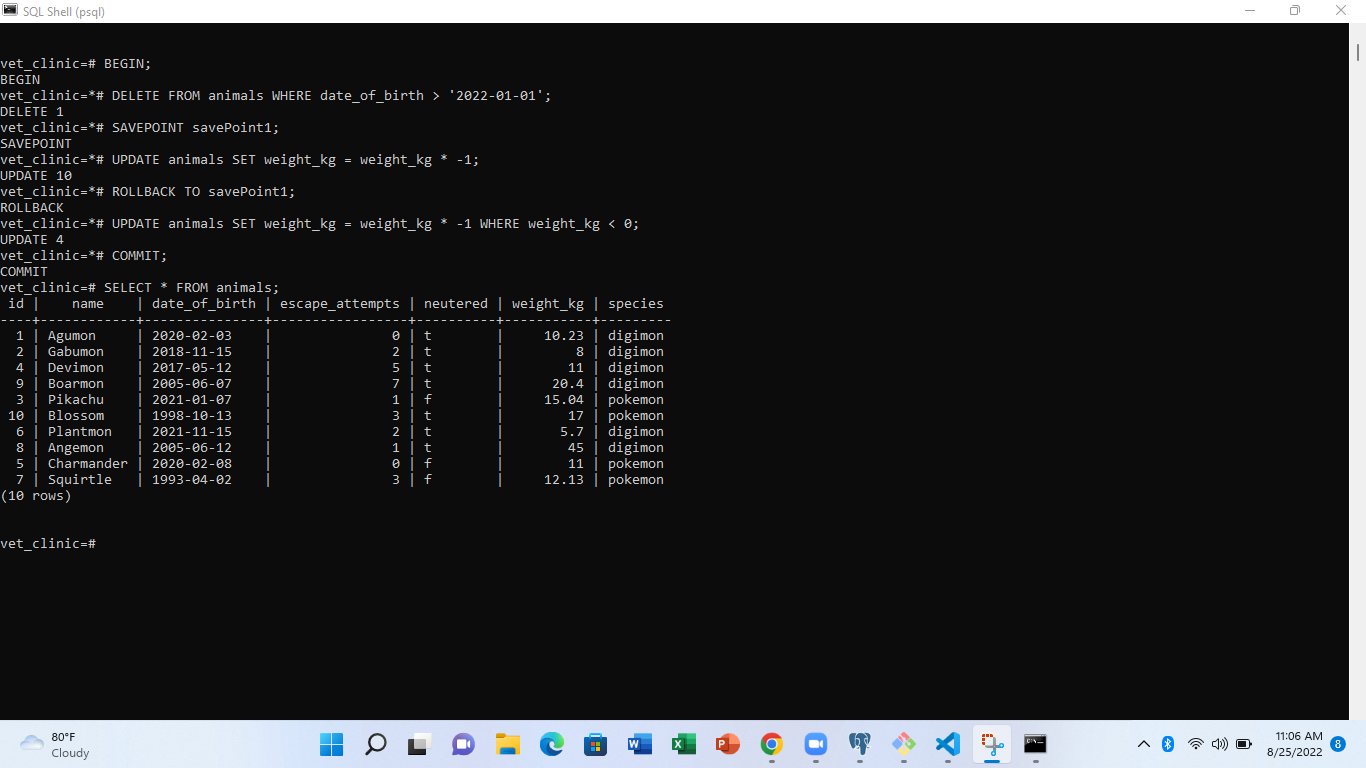 SQL Shell (psql)
vet_clinic=# BEGIN;
BEGIN
vet_clinic=*# DELETE FROM animals WHERE date_of_birth > '2022-01-01';
DELETE 1
vet_clinic=*# SAVEPOINT savePoint1;
SAVEPOINT
vet_clinic=*# UPDATE animals SET weight_kg = weight_kg * -1;
UPDATE 10
vet_clinic=*# ROLLBACK TO savePoint1;
ROLLBACK
vet_clinic=*# UPDATE animals SET weight_kg = weight_kg * -1 WHERE weight_kg < 0;
UPDATE 4
vet_clinic=*# COMMIT;
COMMIT
vet_clinic=# SELECT * FROM animals;
 id |    name    | date_of_birth | escape_attempts | neutered | weight_kg | species
----+------------+---------------+-----------------+----------+-----------+---------
  1 | Agumon     | 2020-02-03    |               0 | t        |     10.23 | digimon
  2 | Gabumon    | 2018-11-15    |               2 | t        |         8 | digimon
  4 | Devimon    | 2017-05-12    |               5 | t        |        11 | digimon
  9 | Boarmon    | 2005-06-07    |               7 | t        |      20.4 | digimon
  3 | Pikachu    | 2021-01-07    |               1 | f        |     15.04 | pokemon
 10 | Blossom    | 1998-10-13    |               3 | t        |        17 | pokemon
  6 | Plantmon   | 2021-11-15    |               2 | t        |       5.7 | digimon
  8 | Angemon    | 2005-06-12    |               1 | t        |        45 | digimon
  5 | Charmander | 2020-02-08    |               0 | f        |        11 | pokemon
  7 | Squirtle   | 1993-04-02    |               3 | f        |     12.13 | pokemon
(10 rows)
vet_clinic=#
80°F
Cloudy
11:06 AM
8/25/2022
8